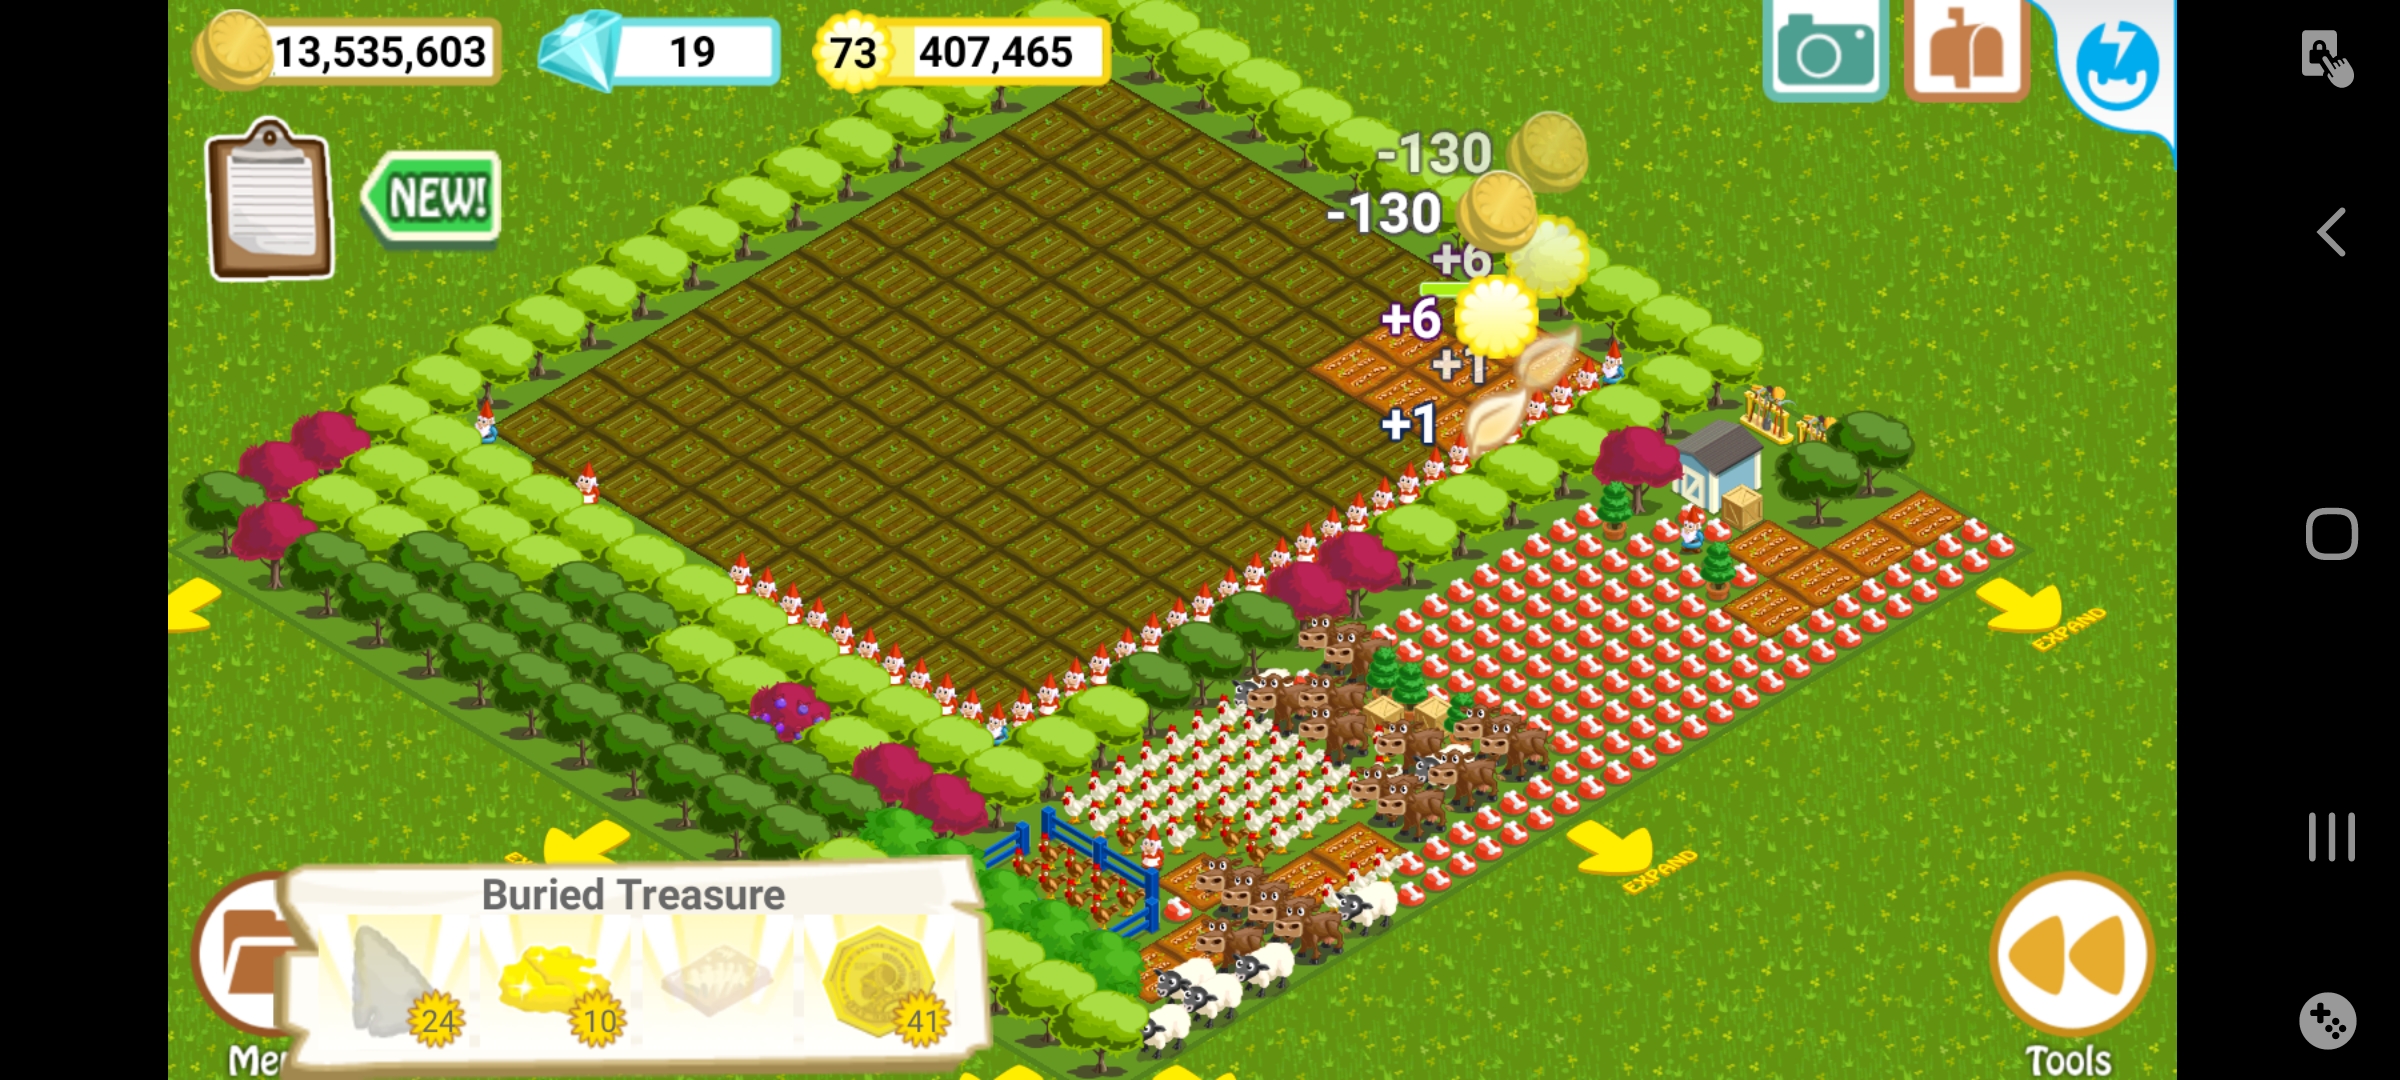 13,535,603
19
73
407,465
NEW!
-130
-130
+6
+6
+1
+1
EXPAND
EXPAND
Buried Treasure
24
10
41
Tools